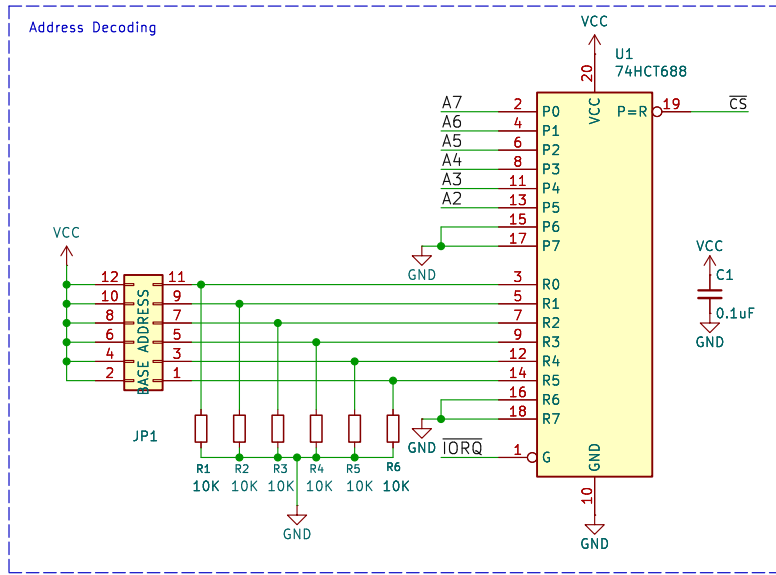 Address Decoding
VCC
U1
74HCT688
20
VCC
A7 2 P0
A6 4 P1
A5 6 P2
A4 8 P3
A3 11 P4
A2 13 P5
15 P6
17 P7
GND
P=R 19 CS
VCC
12 11
10 9
8 7
6 5
4 3
2 1
BASE ADDRESS
JP1
3 R0
5 R1
7 R2
9 R3
12 R4
14 R5
16 R6
18 R7
GND
IORQ 1 G
R1 R2 R3 R4 R5 R6
10K 10K 10K 10K 10K 10K
GND
GND
10
GND
VCC
C1
0.1uF
GND